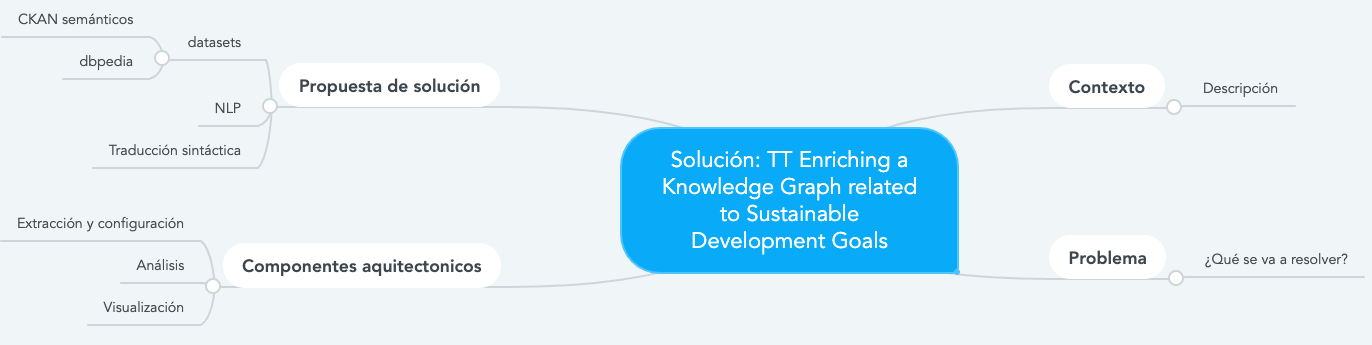 Solución: TT Enriching a
Knowledge Graph related
to Sustainable
Development Goals
Propuesta de solución
datasets
CKAN semánticos
dbpedia
NLP
Traducción sintáctica
Componentes aquitectonicos
Extracción y configuración
Análisis
Visualización
Contexto
Descripción
Problema
¿Qué se va a resolver?